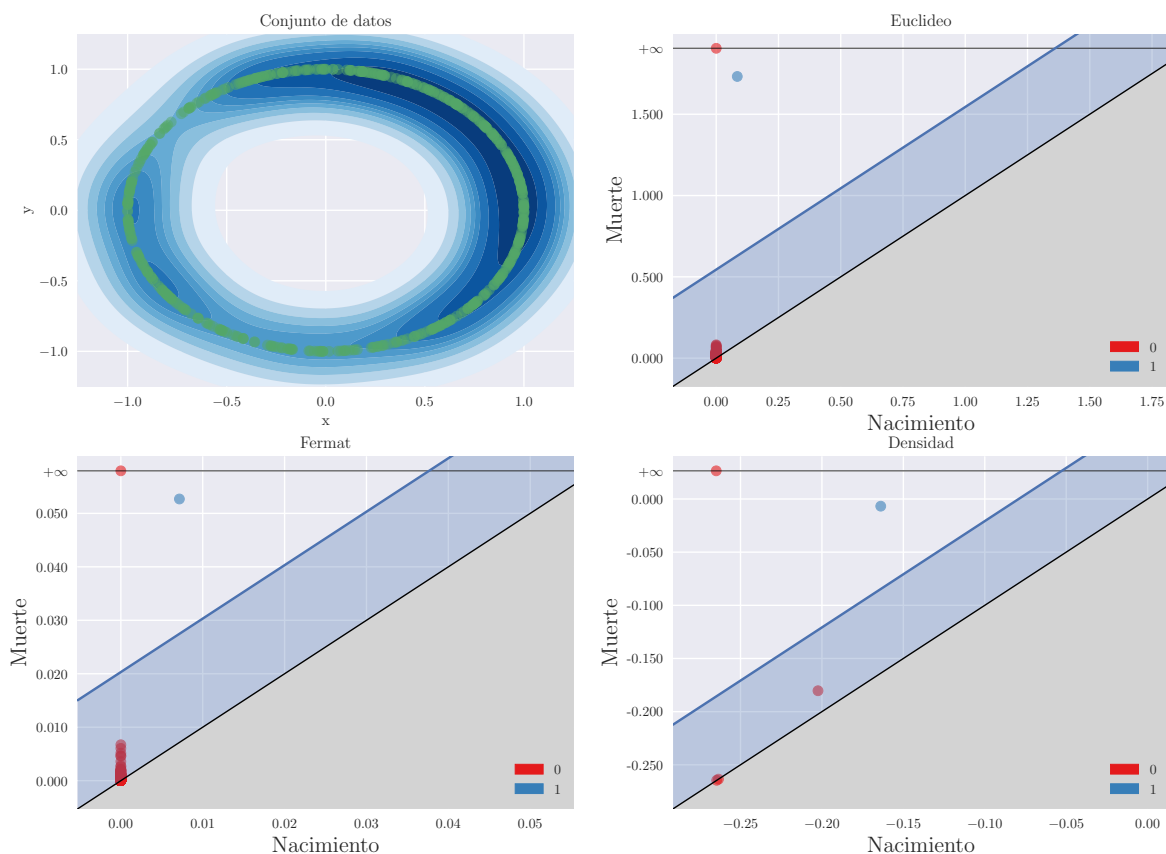 Conjunto de datos
1.0
0.5
0.0
−0.5
−1.0
y
−1.0 −0.5 0.0 0.5 1.0
x
Euclideo
+∞
1.500
1.000
0.500
0.000
Muerte
0
1
0.00 0.25 0.50 0.75 1.00 1.25 1.50 1.75
Nacimiento
Fermat
+∞
0.050
0.040
0.030
0.020
0.010
0.000
Muerte
0
1
0.00 0.01 0.02 0.03 0.04 0.05
Nacimiento
Densidad
+∞
0.000
-0.050
-0.100
-0.150
-0.200
-0.250
Muerte
0
1
−0.25 −0.20 −0.15 −0.10 −0.05 0.00
Nacimiento